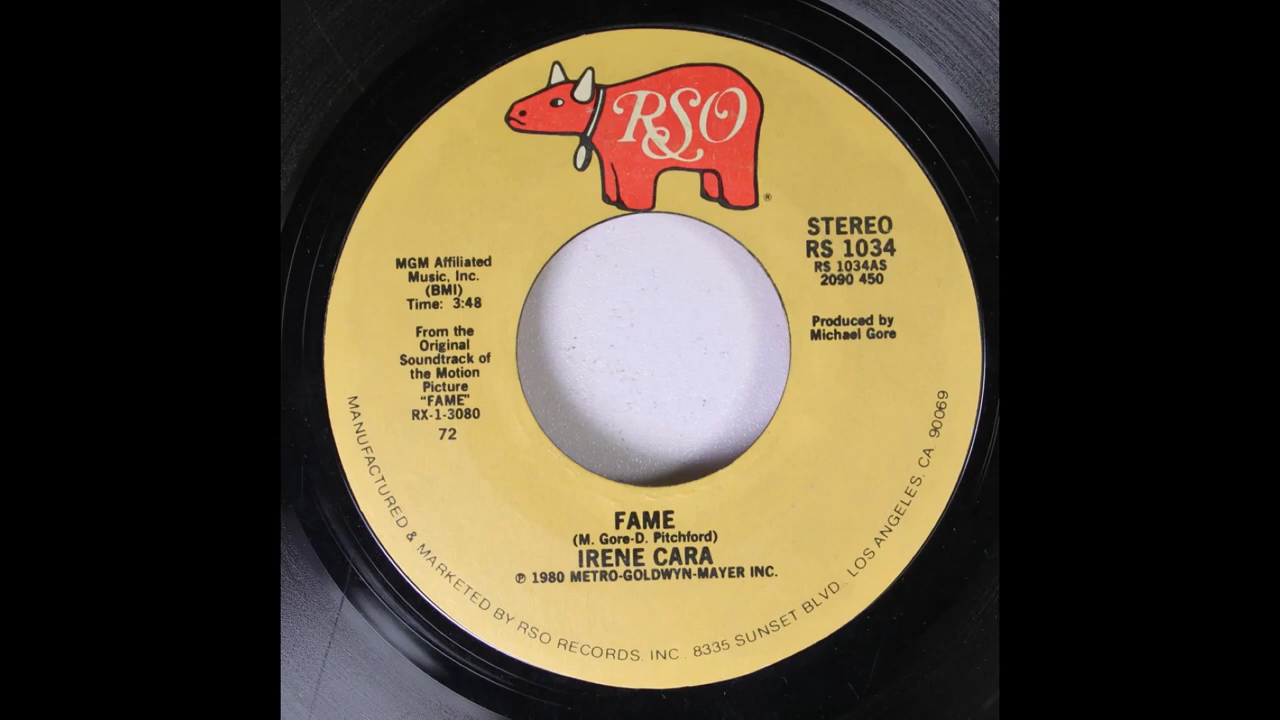 RSO
®
STEREO
RS 1034
RS 1034AS
2090 450
Produced by
Michael Gore
MGM Affiliated
Music, Inc.
(BMI)
Time: 3:48
From the
Original
Soundtrack of
the Motion
Picture
"FAME"
RX-1-3080
72
FAME
(M. Gore-D. Pitchford)
IRENE CARA
℗ 1980 METRO-GOLDWYN-MAYER INC.
MANUFACTURED & MARKETED BY RSO RECORDS, INC. 8335 SUNSET BLVD., LOS ANGELES, CA 90069